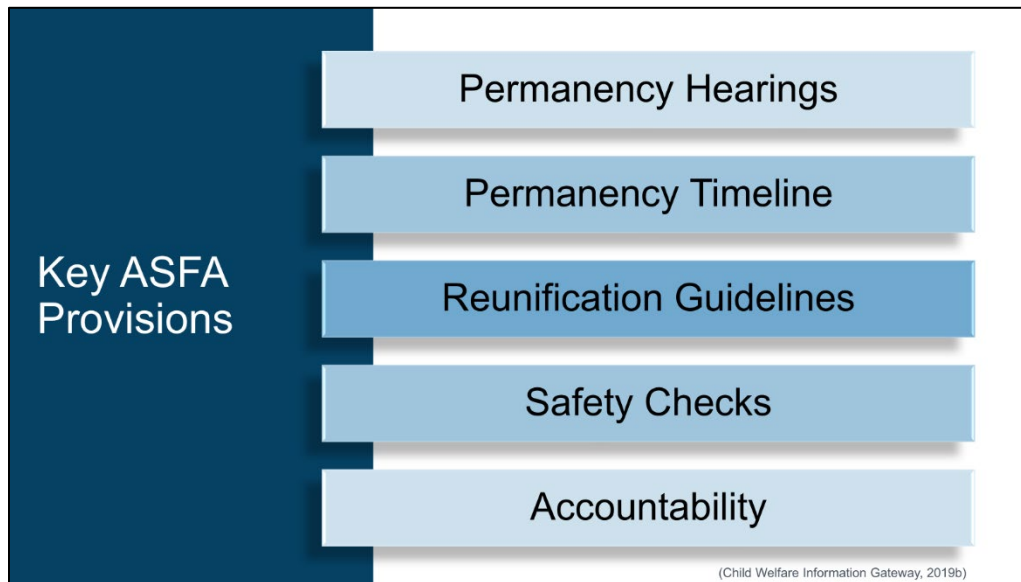 Key ASFA
Provisions
Permanency Hearings
Permanency Timeline
Reunification Guidelines
Safety Checks
Accountability
(Child Welfare Information Gateway, 2019b)